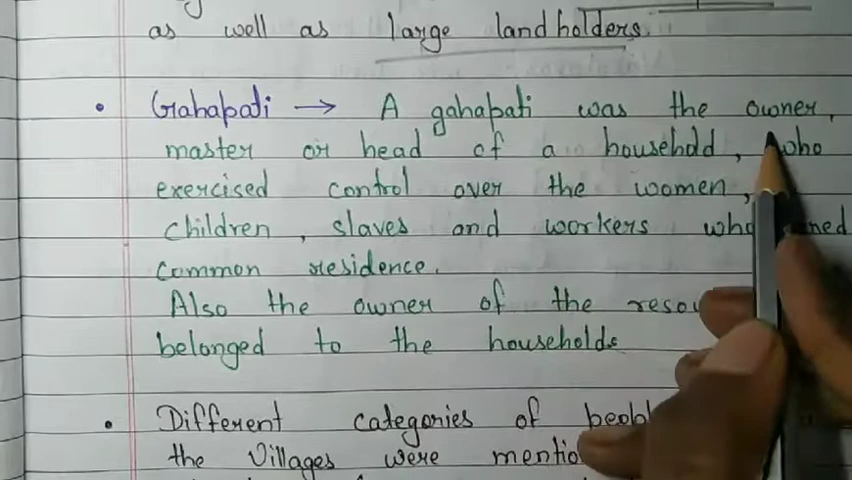 as well as large landholders.
• Gahapati → A gahapati was the owner,
master or head of a household, who
exercised control over the women,
children, slaves and workers who
common residence.
Also the owner of the
belonged to the households
• Different categories of
the Villages were